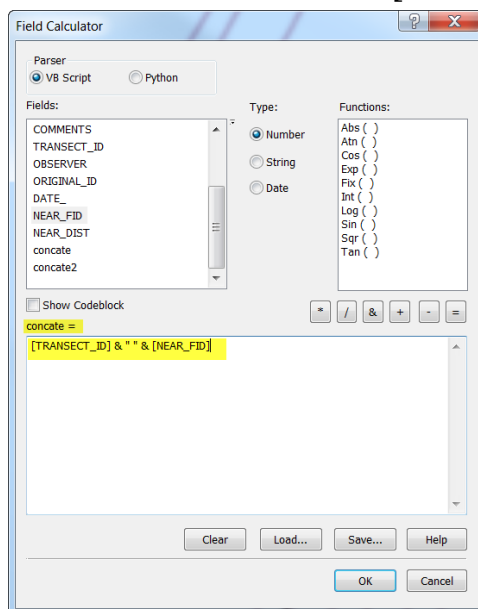 Field Calculator
Parser
VB Script
Python
Fields:
Type:
Functions:
COMMENTS
TRANSECT_ID
OBSERVER
ORIGINAL_ID
DATE_
NEAR_FID
NEAR_DIST
concate
concate2
Number
String
Date
Abs ( )
Atn ( )
Cos ( )
Exp ( )
Fix ( )
Int ( )
Log ( )
Sin ( )
Sqr ( )
Tan ( )
Show Codeblock
* / & + - =
concate =
[TRANSECT_ID] & " " & [NEAR_FID]
Clear
Load...
Save...
Help
OK
Cancel